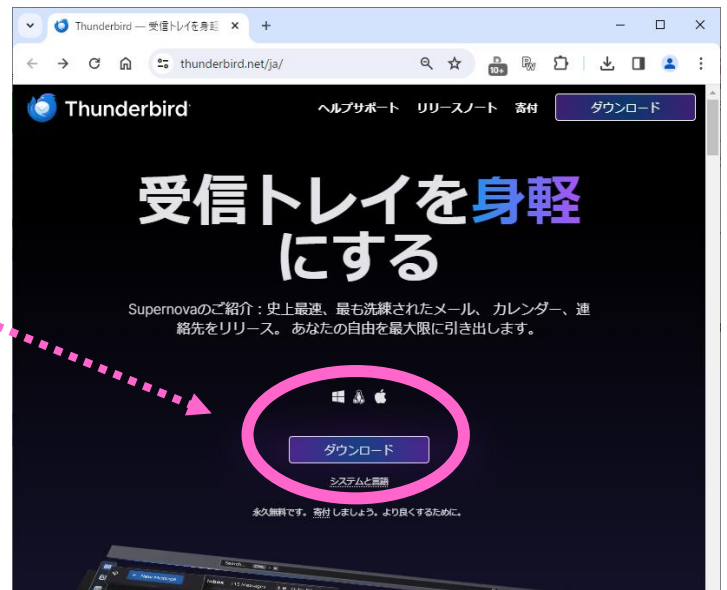 Thunderbird — 受信トレイを身軽
thunderbird.net/ja/
10+
Thunderbird
ヘルプサポート リリースノート 寄付 ダウンロード
受信トレイを身軽
にする
Supernovaのご紹介：史上最速、最も洗練されたメール、 カレンダー、連
絡先をリリース。 あなたの自由を最大限に引き出します。
ダウンロード
システムと言語
永久無料です。 寄付 しましょう。より良くするために。
Search...
+ New Message
Inbox